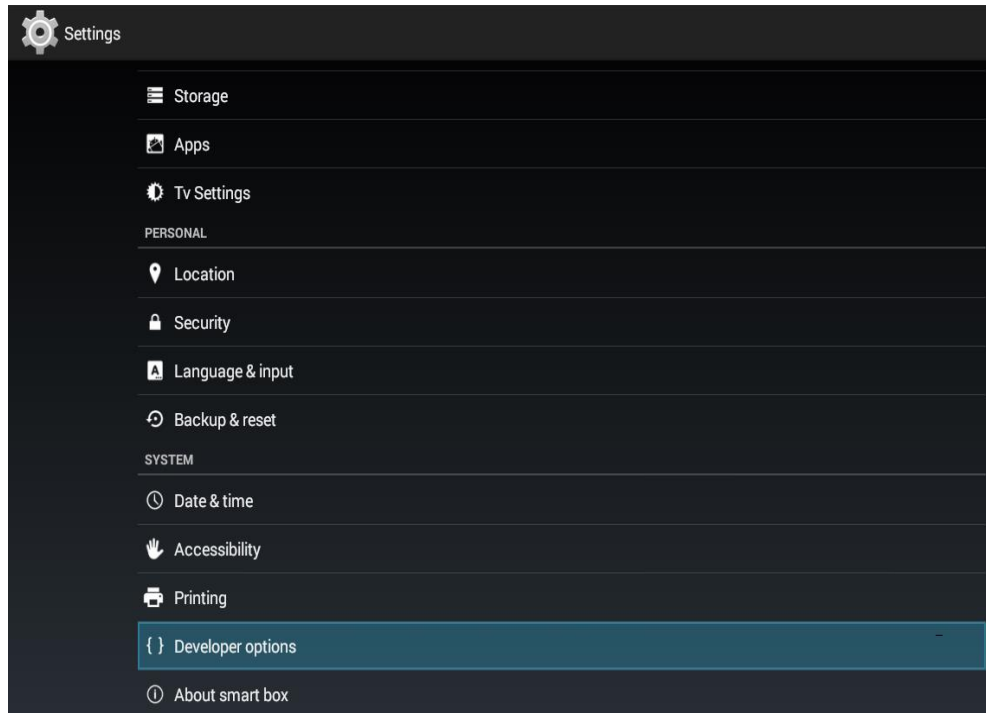 Settings
Storage
Apps
Tv Settings
PERSONAL
Location
Security
Language & input
Backup & reset
SYSTEM
Date & time
Accessibility
Printing
{ } Developer options
About smart box